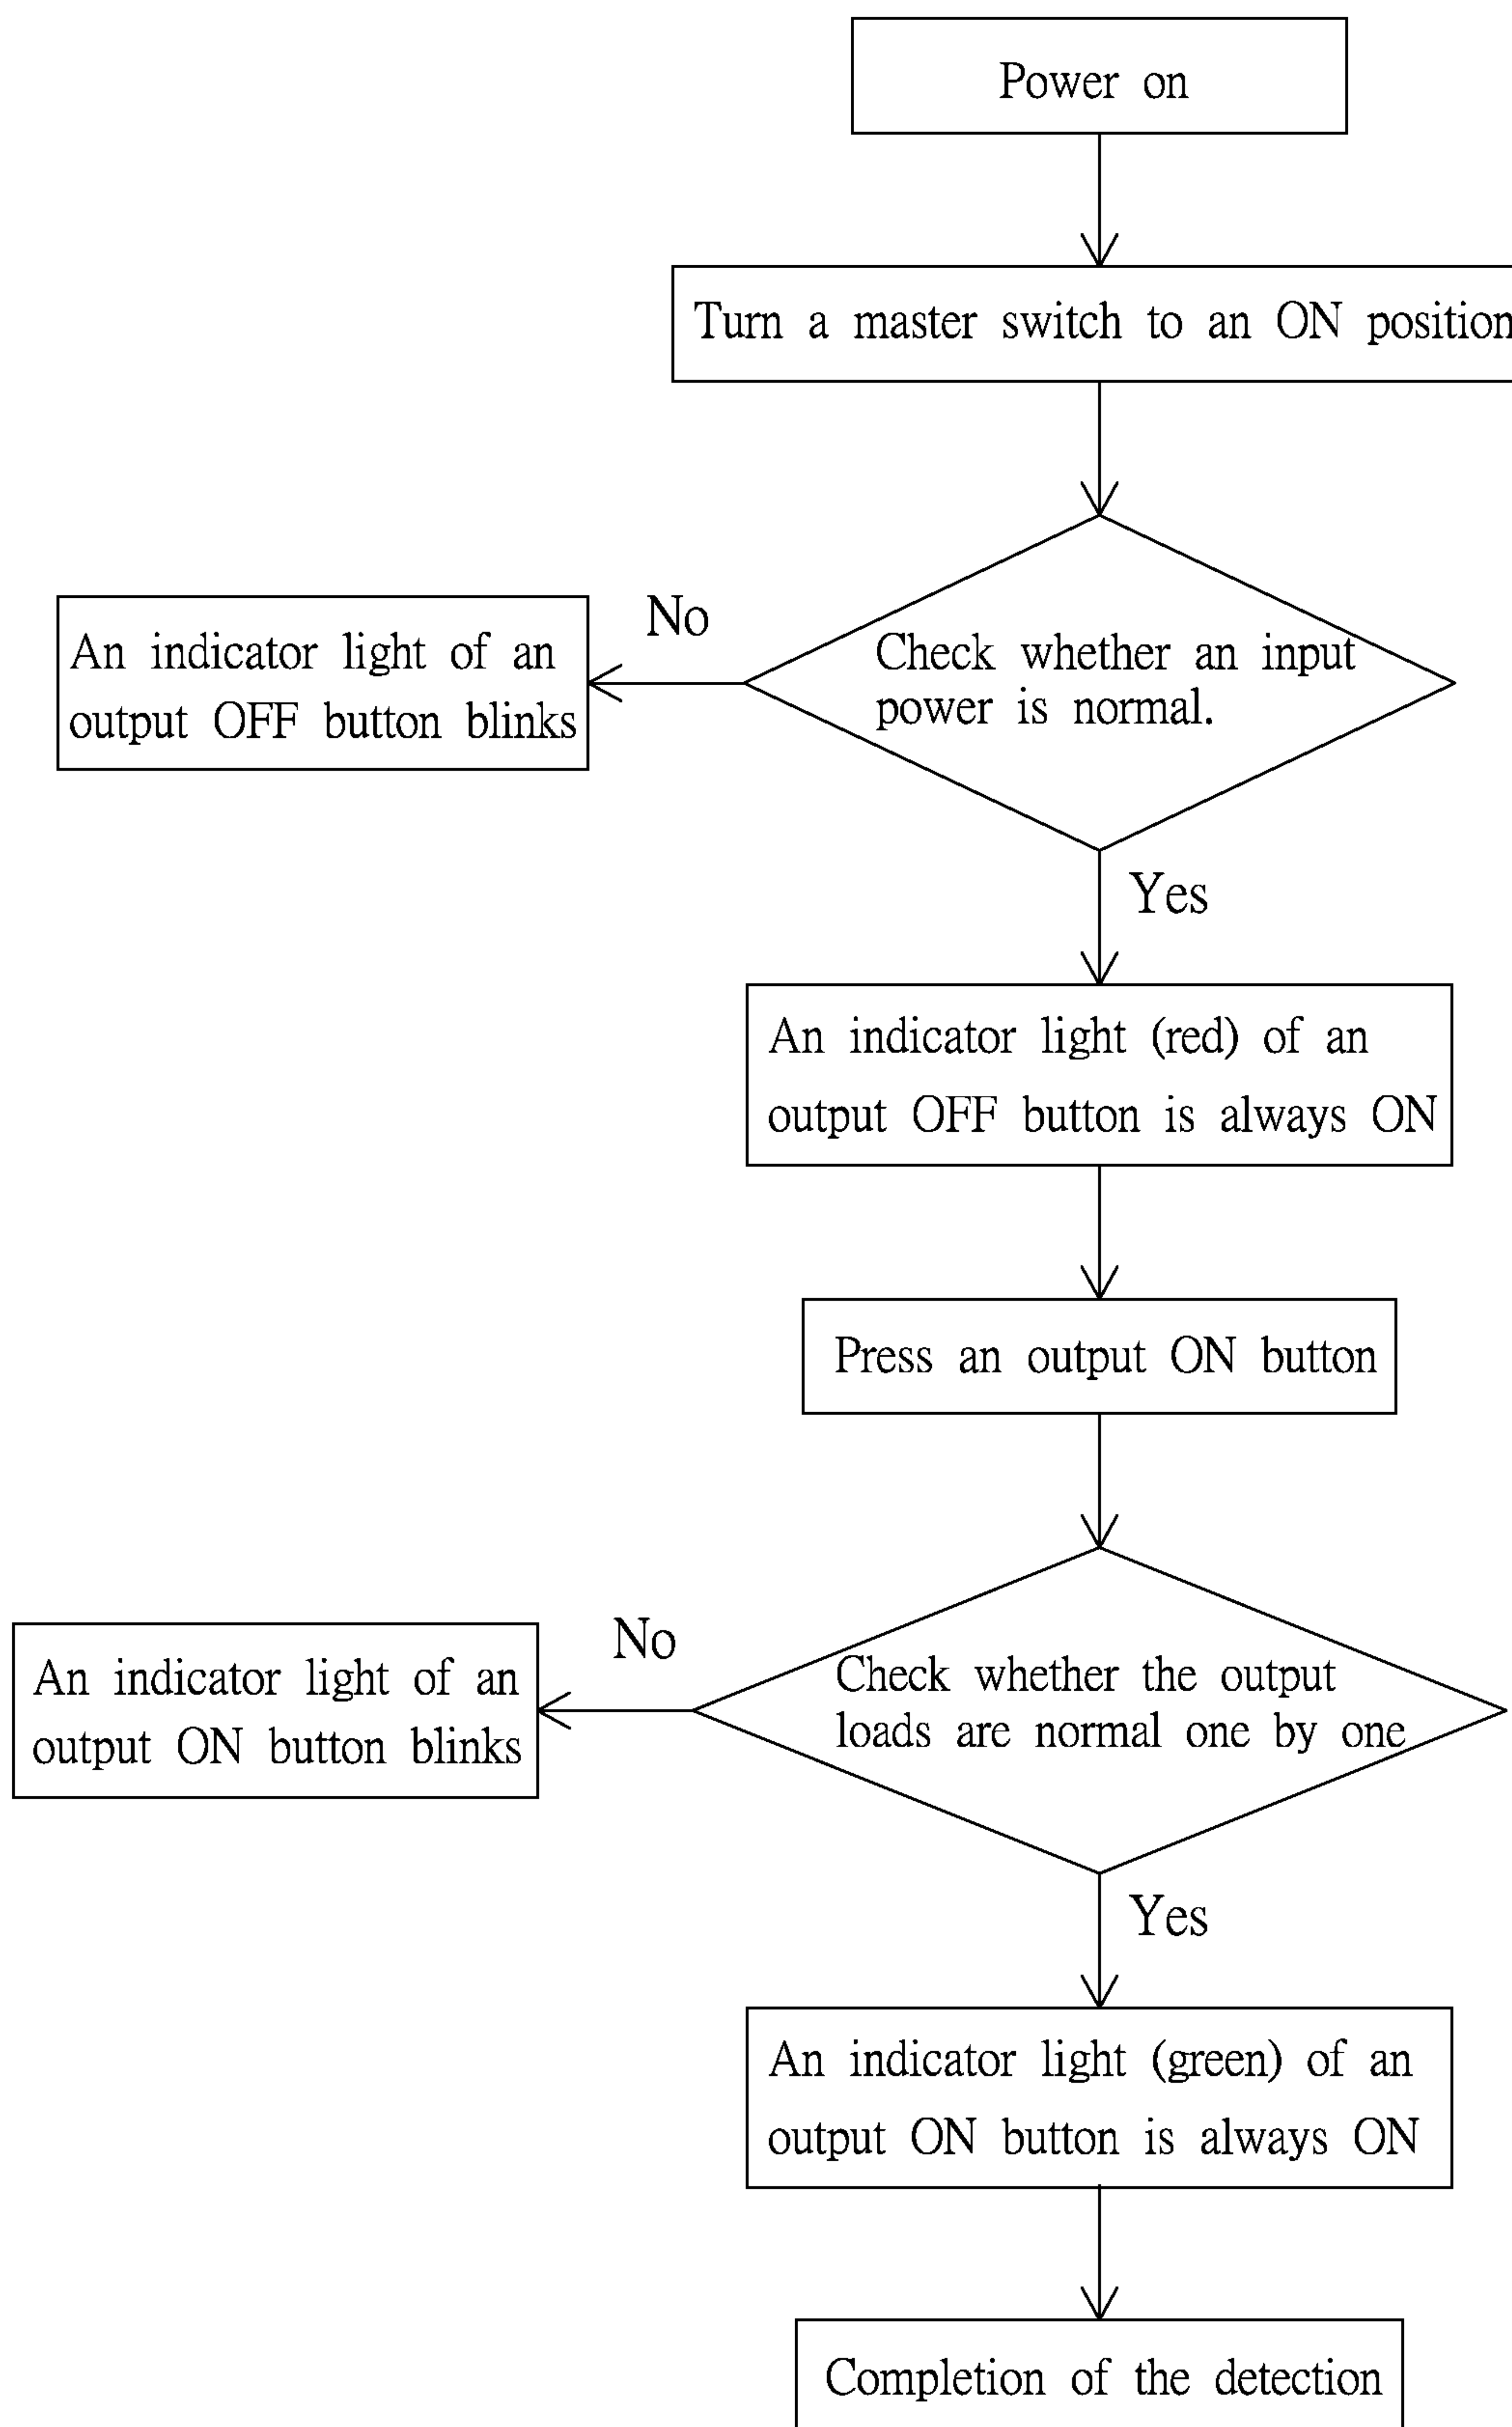 Power on
Turn a master switch to an ON position
Check whether an input
power is normal.
No
An indicator light of an
output OFF button blinks
Yes
An indicator light (red) of an
output OFF button is always ON
Press an output ON button
Check whether the output
loads are normal one by one
No
An indicator light of an
output ON button blinks
Yes
An indicator light (green) of an
output ON button is always ON
Completion of the detection